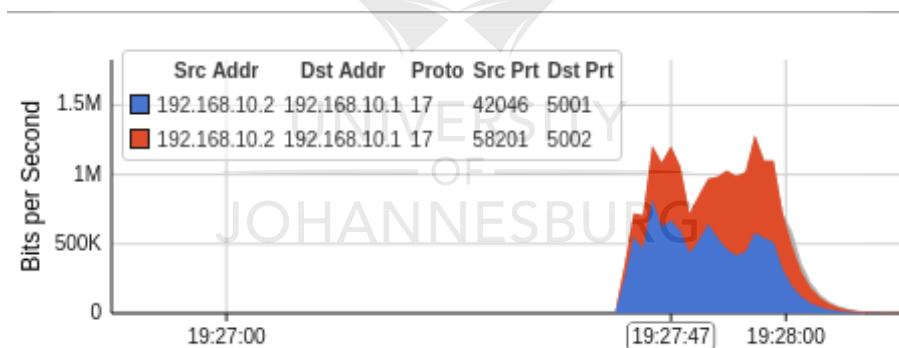 Src Addr Dst Addr Proto Src Prt Dst Prt
192.168.10.2 192.168.10.1 17 42046 5001
192.168.10.2 192.168.10.1 17 58201 5002
Bits per Second
1.5M
1M
500K
0
19:27:00 19:27:47 19:28:00
UNIVERSITY
OF
JOHANNESBURG